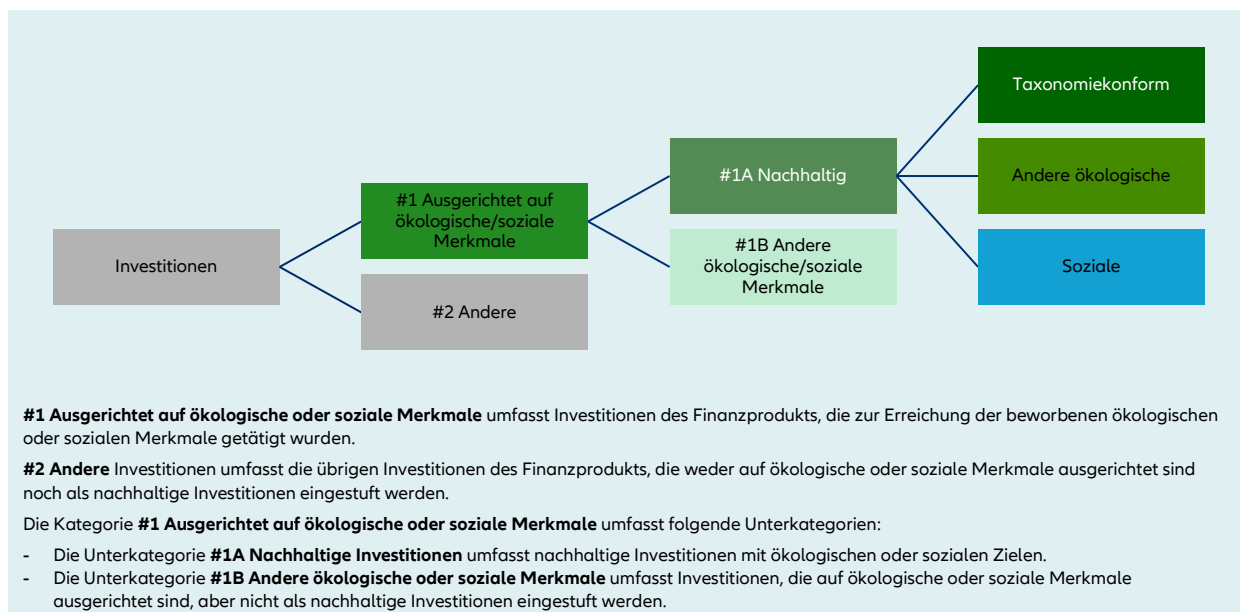 Taxonomiekonform
#1A Nachhaltig
Andere ökologische
#1 Ausgerichtet auf
ökologische/soziale
Merkmale
#1B Andere
ökologische/soziale
Merkmale
Soziale
Investitionen
#2 Andere
#1 Ausgerichtet auf ökologische oder soziale Merkmale umfasst Investitionen des Finanzprodukts, die zur Erreichung der beworbenen ökologischen
oder sozialen Merkmale getätigt wurden.
#2 Andere Investitionen umfasst die übrigen Investitionen des Finanzprodukts, die weder auf ökologische oder soziale Merkmale ausgerichtet sind
noch als nachhaltige Investitionen eingestuft werden.
Die Kategorie #1 Ausgerichtet auf ökologische oder soziale Merkmale umfasst folgende Unterkategorien:
- Die Unterkategorie #1A Nachhaltige Investitionen umfasst nachhaltige Investitionen mit ökologischen oder sozialen Zielen.
- Die Unterkategorie #1B Andere ökologische oder soziale Merkmale umfasst Investitionen, die auf ökologische oder soziale Merkmale
ausgerichtet sind, aber nicht als nachhaltige Investitionen eingestuft werden.